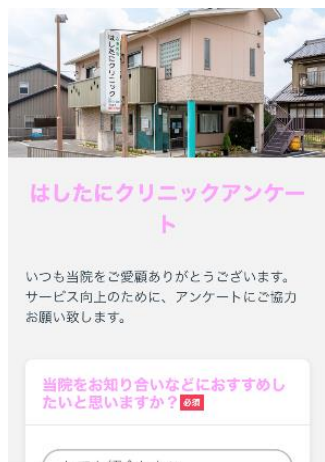 はしたにクリニック
はしたにクリニックアンケー
ト
いつも当院をご愛顧ありがとうございます。
サービス向上のために、アンケートにご協力
お願い致します。
当院をお知り合いなどにおすすめし
たいと思いますか？必須